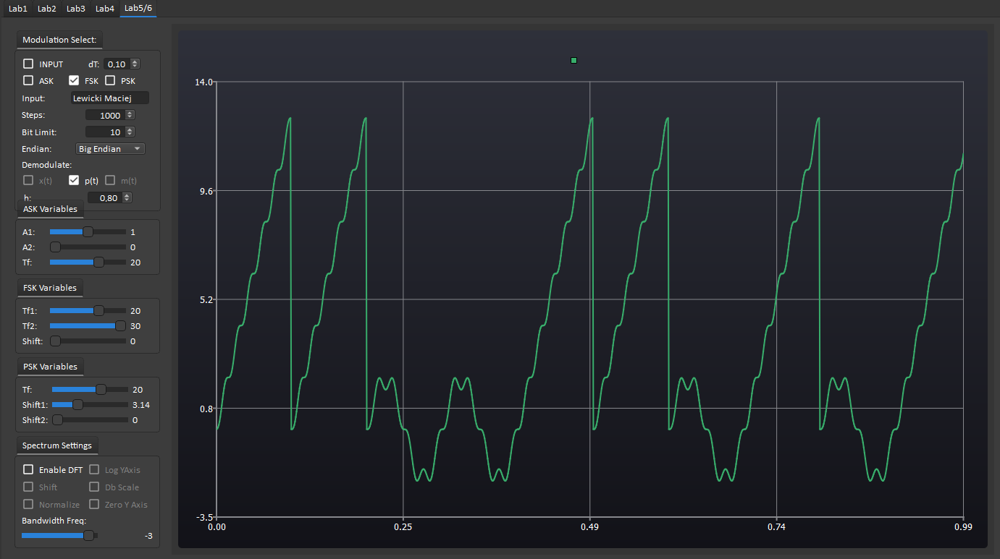 Lab1 Lab2 Lab3 Lab4 Lab5/6
Modulation Select:
INPUT dT: 0,10
ASK FSK PSK
Input: Lewicki Maciej
Steps: 1000
Bit Limit: 10
Endian: Big Endian
Demodulate:
x(t) p(t) m(t)
h: 0,80
ASK Variables
A1: 1
A2: 0
Tf: 20
FSK Variables
Tf1: 20
Tf2: 30
Shift: 0
PSK Variables
Tf: 20
Shift1: 3.14
Shift2: 0
Spectrum Settings
Enable DFT Log YAxis
Shift Db Scale
Normalize Zero Y Axis
Bandwidth Freq:
-3
14.0
9.6
5.2
0.8
-3.5
0.00 0.25 0.49 0.74 0.99